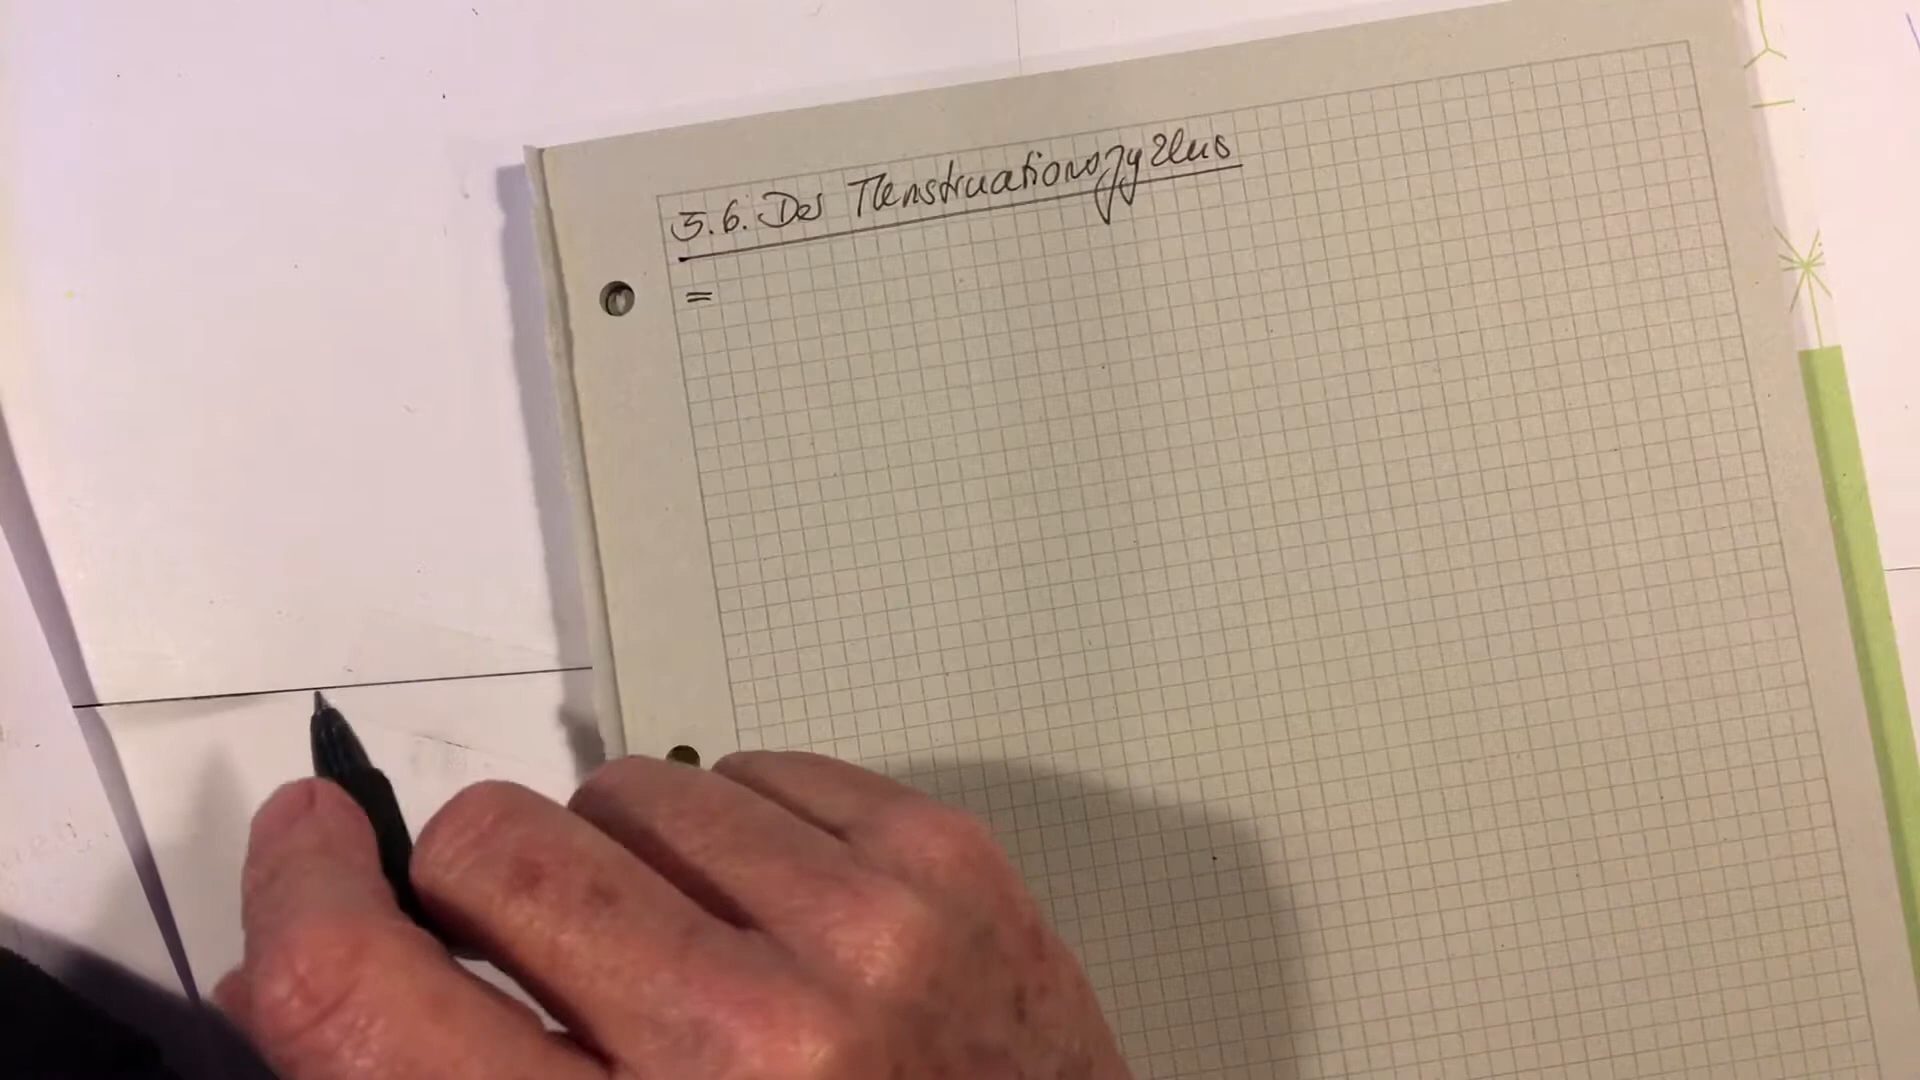 3.6. Der Menstruationszyklus
=